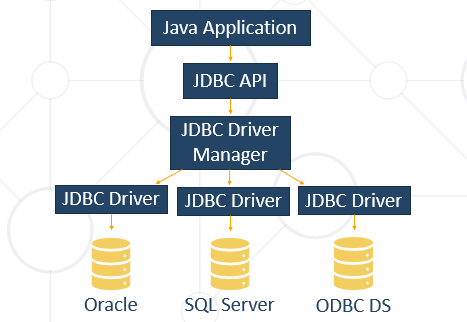 Java Application
JDBC API
JDBC Driver
Manager
JDBC Driver
JDBC Driver
JDBC Driver
Oracle
SQL Server
ODBC DS